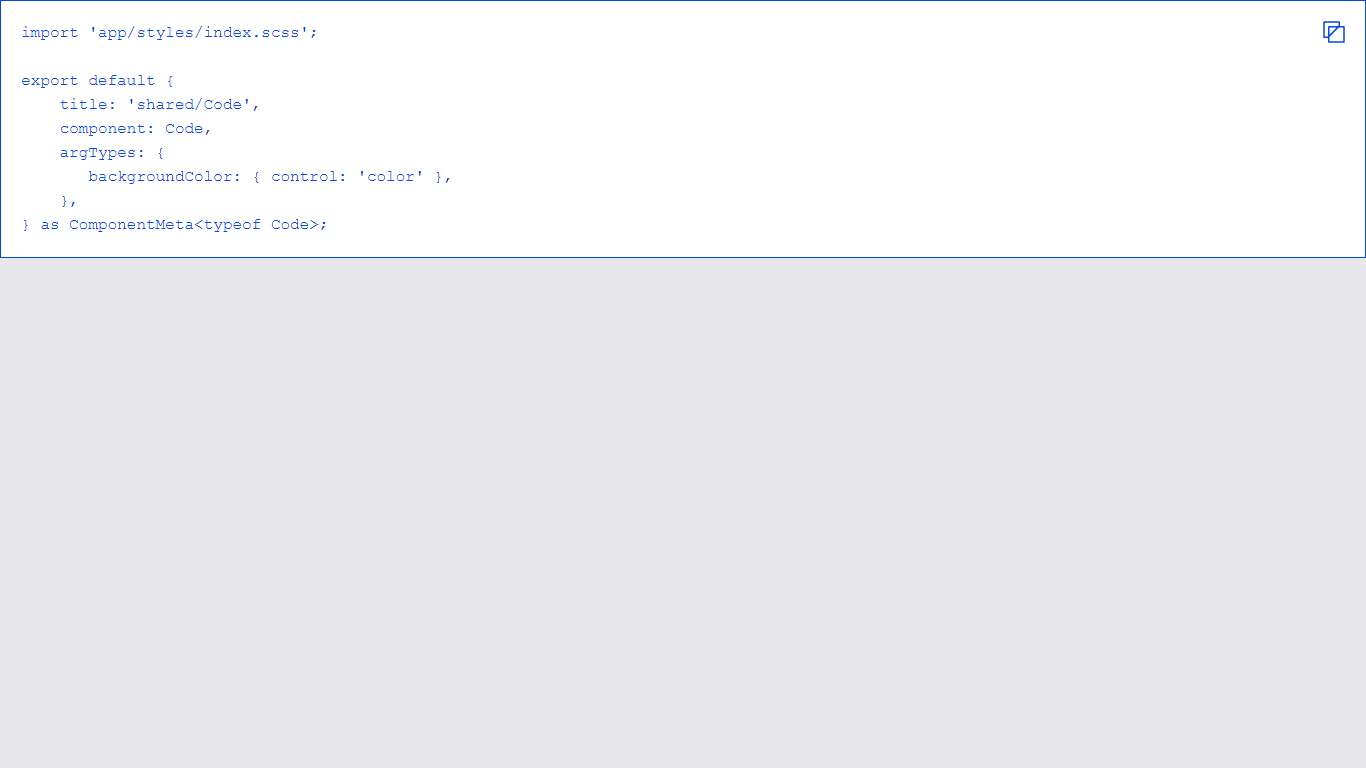 import 'app/styles/index.scss';

export default {
    title: 'shared/Code',
    component: Code,
    argTypes: {
       backgroundColor: { control: 'color' },
    },
} as ComponentMeta<typeof Code>;